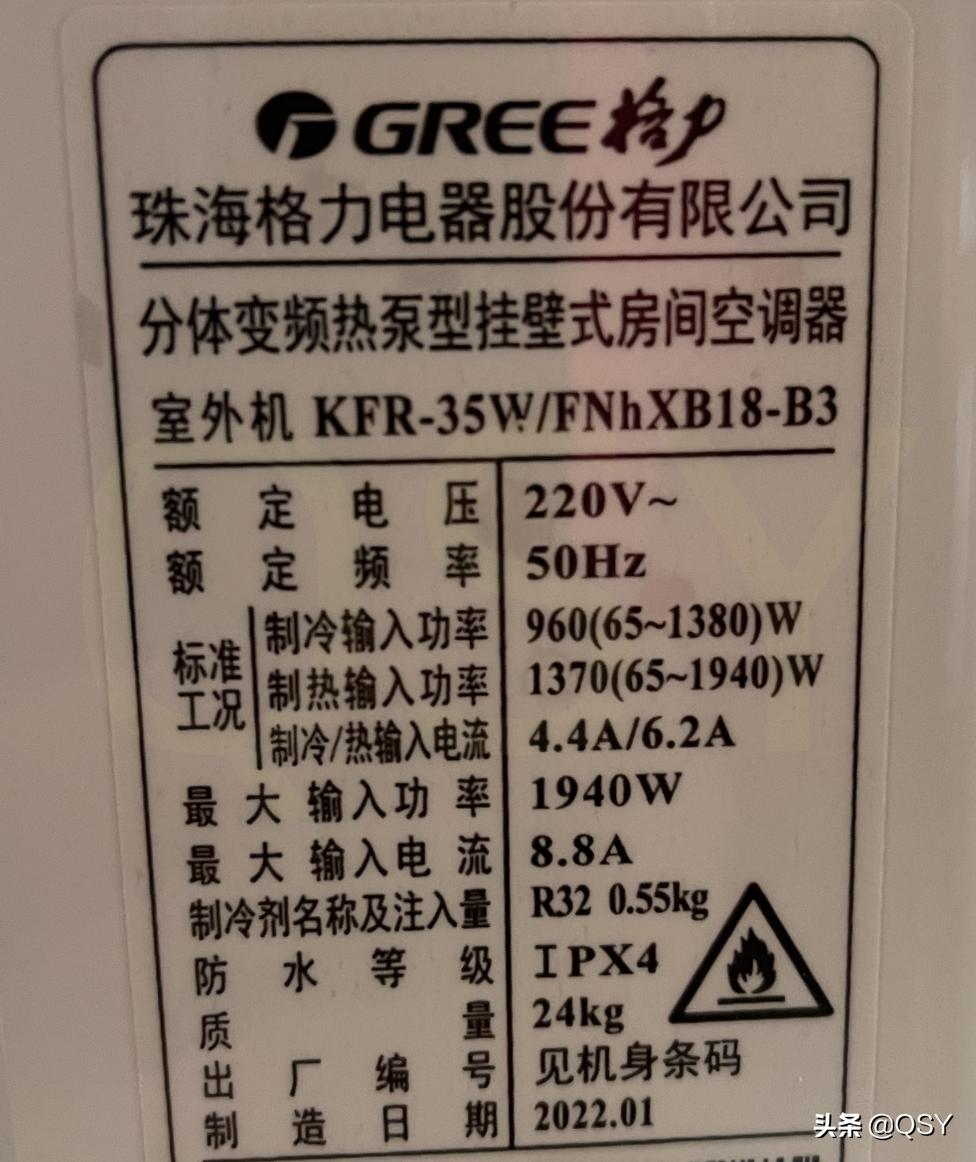 GREE格力
珠海格力电器股份有限公司
分体变频热泵型挂壁式房间空调器
室外机 KFR-35W/FNhXB18-B3
额定电压 220V~
额定频率 50Hz
标准工况
制冷输入功率 960(65~1380)W
制热输入功率 1370(65~1940)W
制冷/热输入电流 4.4A/6.2A
最大输入功率 1940W
最大输入电流 8.8A
制冷剂名称及注入量 R32 0.55kg
防水等级 IPX4
质量 24kg
出厂编号 见机身条码
制造日期 2022.01
头条 @QSY
QSY